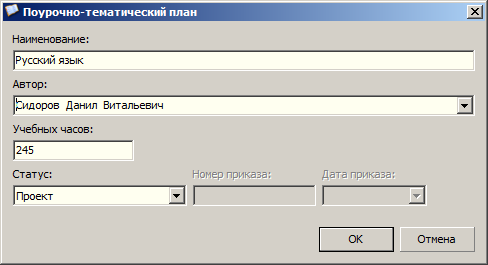 Поурочно-тематический план
Наименование:
Русский язык
Автор:
Сидоров Данил Витальевич
Учебных часов:
245
Статус: Номер приказа: Дата приказа:
Проект
OK Отмена